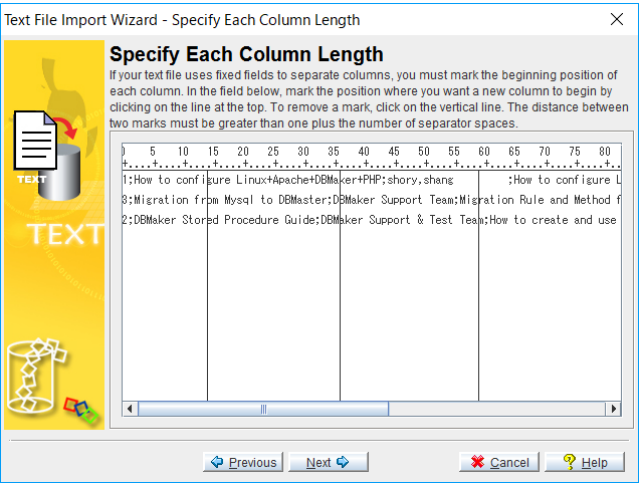 Text File Import Wizard - Specify Each Column Length
Specify Each Column Length
If your text file uses fixed fields to separate columns, you must mark the beginning position of
each column. In the field below, mark the position where you want a new column to begin by
clicking on the line at the top. To remove a mark, click on the vertical line. The distance between
two marks must be greater than one plus the number of separator spaces.
TEXT
TEXT
) 5 10 15 20 25 30 35 40 45 50 55 60 65 70 75 80
+....+....+....+....+....+....+....+....+....+....+....+....+....+....+....+....+..
1;How to configure Linux+Apache+DBMaker+PHP;shory,shang ;How to configure L
3;Migration from Mysql to DBMaster;DBMaker Support Team;Migration Rule and Method f
2;DBMaker Stored Procedure Guide;DBMaker Support & Test Team;How to create and use
Previous Next Cancel Help